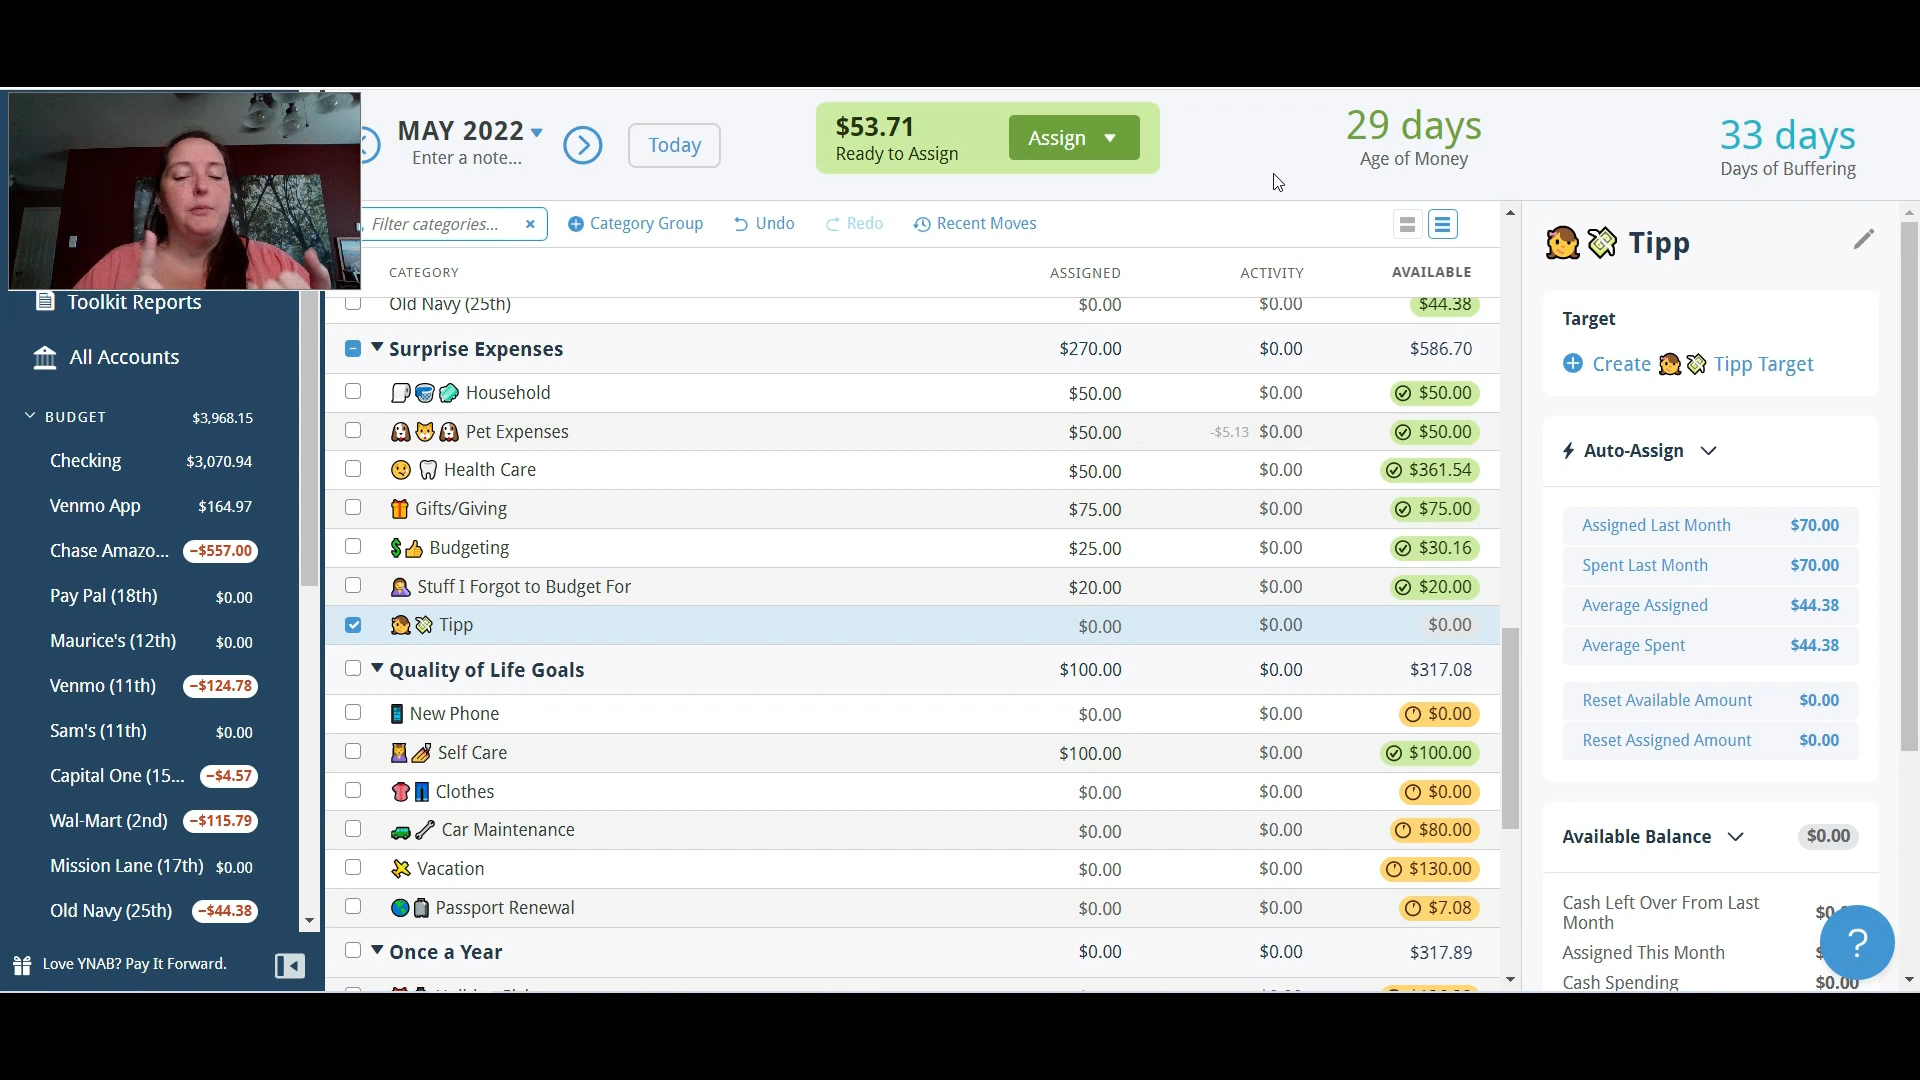 MAY 2022
Enter a note...
Today
$53.71
Ready to Assign
Assign
29 days
Age of Money
33 days
Days of Buffering
Filter categories...
Category Group
Undo
Redo
Recent Moves
CATEGORY ASSIGNED ACTIVITY AVAILABLE
Old Navy (25th) $0.00 $0.00 $44.38
Surprise Expenses $270.00 $0.00 $586.70
Household $50.00 $0.00 $50.00
Pet Expenses $50.00 -$5.13 $0.00 $50.00
Health Care $50.00 $0.00 $361.54
Gifts/Giving $75.00 $0.00 $75.00
Budgeting $25.00 $0.00 $30.16
Stuff I Forgot to Budget For $20.00 $0.00 $20.00
Tipp $0.00 $0.00 $0.00
Quality of Life Goals $100.00 $0.00 $317.08
New Phone $0.00 $0.00 $0.00
Self Care $100.00 $0.00 $100.00
Clothes $0.00 $0.00 $0.00
Car Maintenance $0.00 $0.00 $80.00
Vacation $0.00 $0.00 $130.00
Passport Renewal $0.00 $0.00 $7.08
Once a Year $0.00 $0.00 $317.89
Toolkit Reports
All Accounts
BUDGET $3,968.15
Checking $3,070.94
Venmo App $164.97
Chase Amazo... −$557.00
Pay Pal (18th) $0.00
Maurice's (12th) $0.00
Venmo (11th) −$124.78
Sam's (11th) $0.00
Capital One (15... −$4.57
Wal-Mart (2nd) −$115.79
Mission Lane (17th) $0.00
Old Navy (25th) −$44.38
Love YNAB? Pay It Forward.
Tipp
Target
Create Tipp Target
Auto-Assign
Assigned Last Month $70.00
Spent Last Month $70.00
Average Assigned $44.38
Average Spent $44.38
Reset Available Amount $0.00
Reset Assigned Amount $0.00
Available Balance $0.00
Cash Left Over From Last
Month
Assigned This Month
Cash Spending $0.00
?